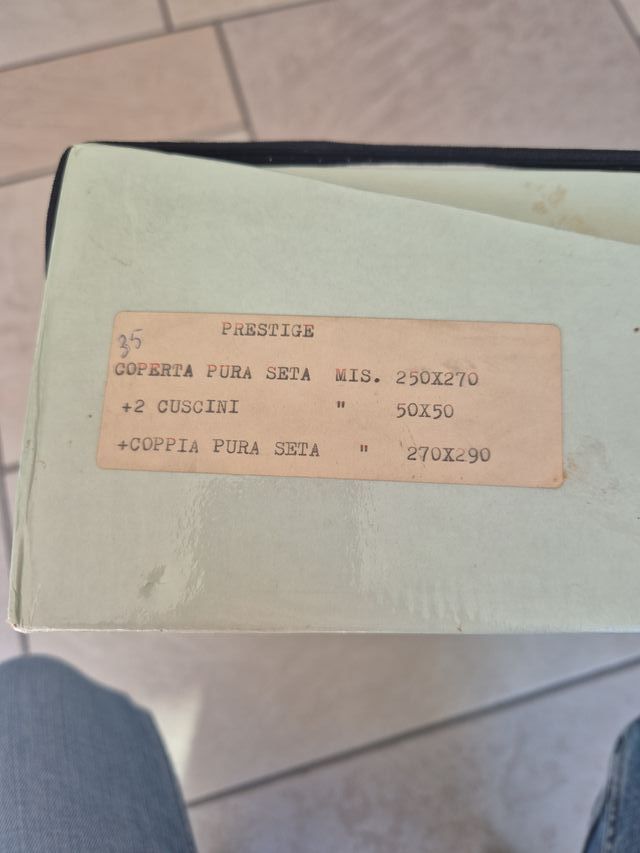 35
PRESTIGE
COPERTA PURA SETA MIS. 250X270
+2 CUSCINI " 50X50
+COPPIA PURA SETA " 270X290